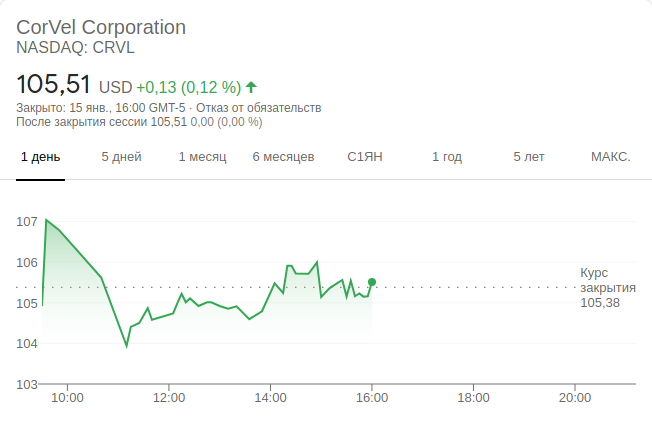 CorVel Corporation
NASDAQ: CRVL
105,51 USD +0,13 (0,12 %)
Закрыто: 15 янв., 16:00 GMT-5 · Отказ от обязательств
После закрытия сессии 105,51 0,00 (0,00 %)
1 день 5 дней 1 месяц 6 месяцев С1ЯН 1 год 5 лет МАКС.
107
106
Курс
закрытия
105,38
105
104
103
10:00 12:00 14:00 16:00 18:00 20:00